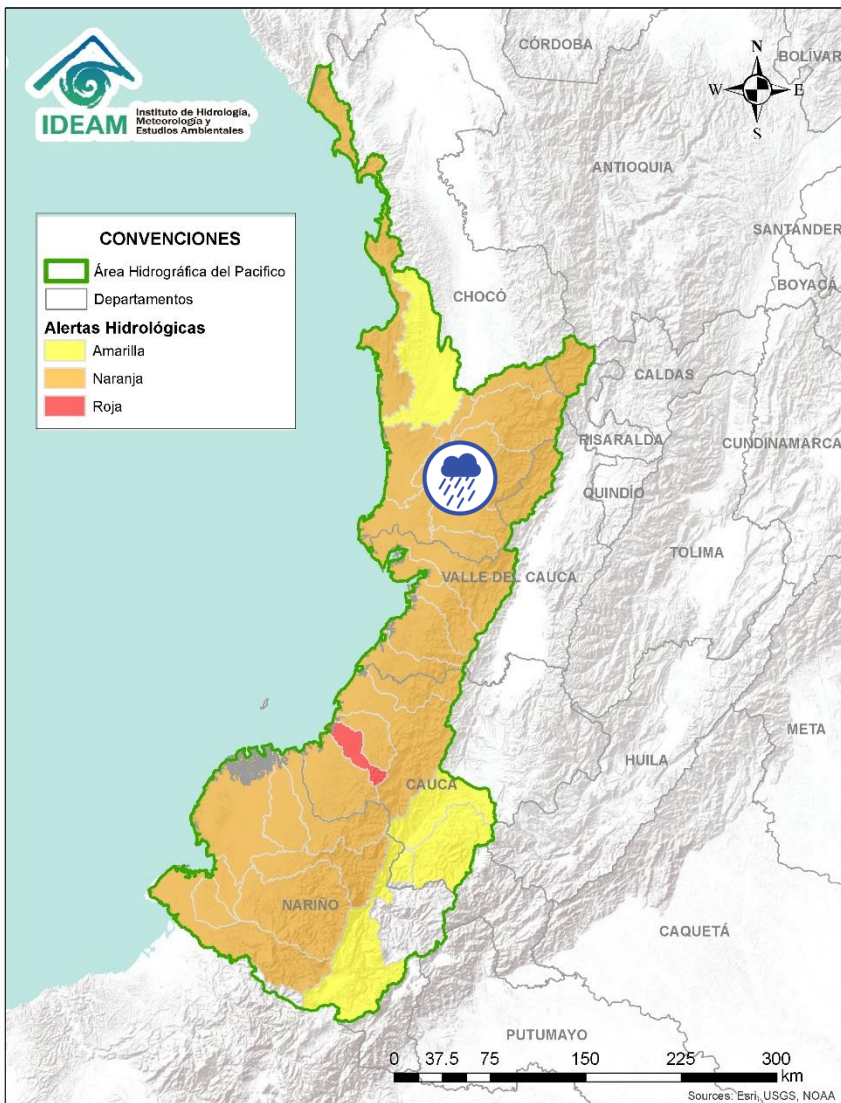 IDEAM
Instituto de Hidrología,
Meteorología y
Estudios Ambientales
CÓRDOBA
BOLÍVAR
N
W
E
S
ANTIOQUIA
SANTANDER
BOYACÁ
CONVENCIONES
Área Hidrográfica del Pacifico
Departamentos
Alertas Hidrológicas
Amarilla
Naranja
Roja
CHOCÓ
CALDAS
RISARALDA
CUNDINAMARCA
QUINDÍO
TOLIMA
VALLE DEL CAUCA
META
HUILA
CAUCA
NARIÑO
CAQUETÁ
PUTUMAYO
0 37.5 75 150 225 300
km
Sources: Esri, USGS, NOAA